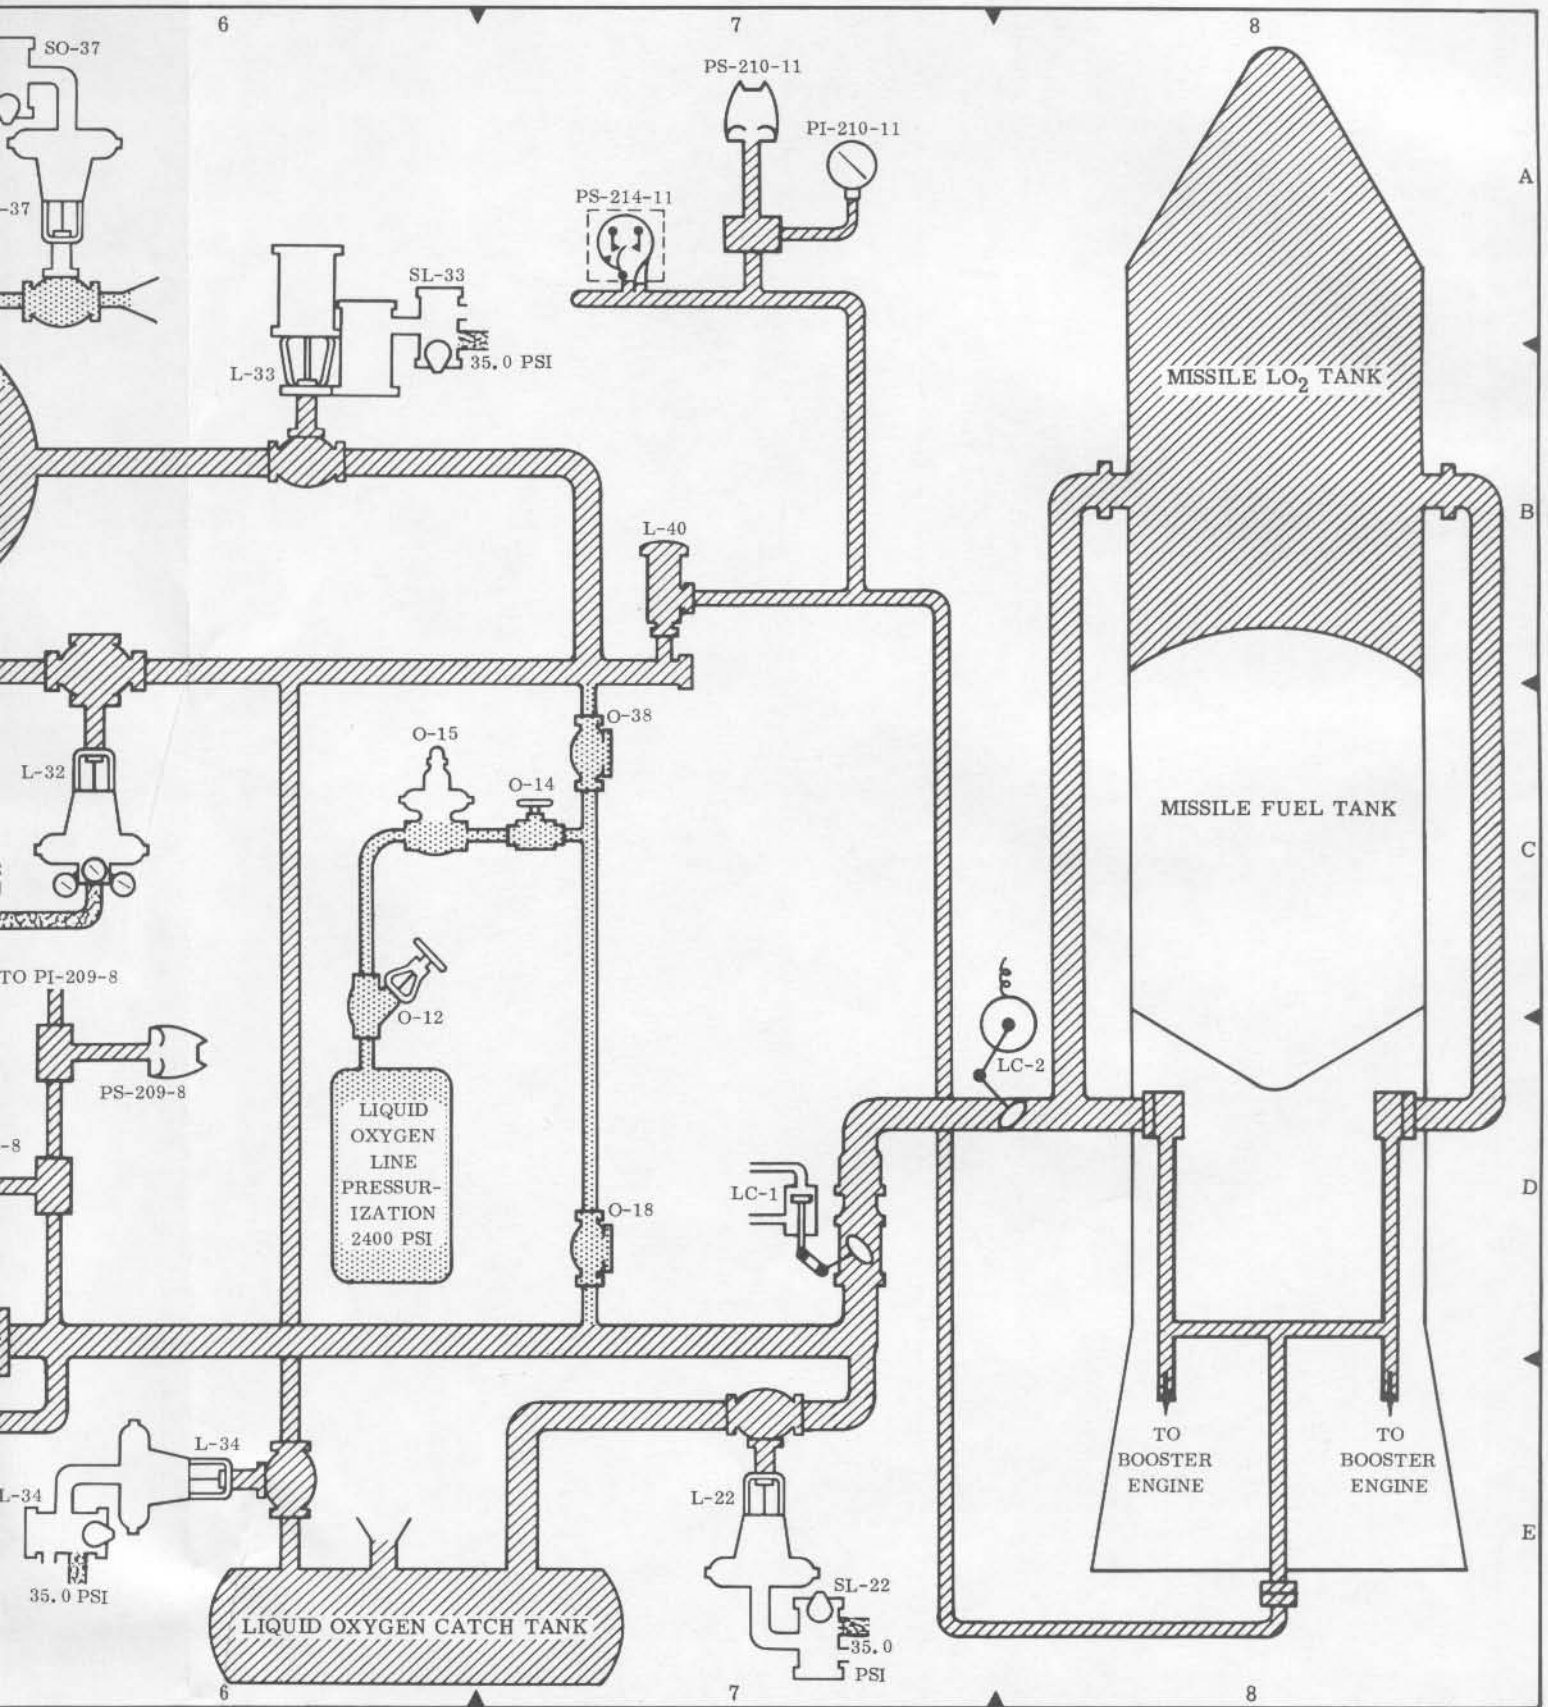 6
7
8
SO-37
PS-210-11
PI-210-11
A
PS-214-11
-37
SL-33
35.0 PSI
L-33
MISSILE LO2 TANK
B
L-40
O-38
O-15
L-32
O-14
MISSILE FUEL TANK
C
TO PI-209-8
O-12
LC-2
PS-209-8
LIQUID
OXYGEN
LINE
PRESSUR-
IZATION
2400 PSI
-8
LC-1
D
O-18
TO
BOOSTER
ENGINE
TO
BOOSTER
ENGINE
L-34
L-34
L-22
E
35.0 PSI
SL-22
LIQUID OXYGEN CATCH TANK
35.0
PSI
6
7
8